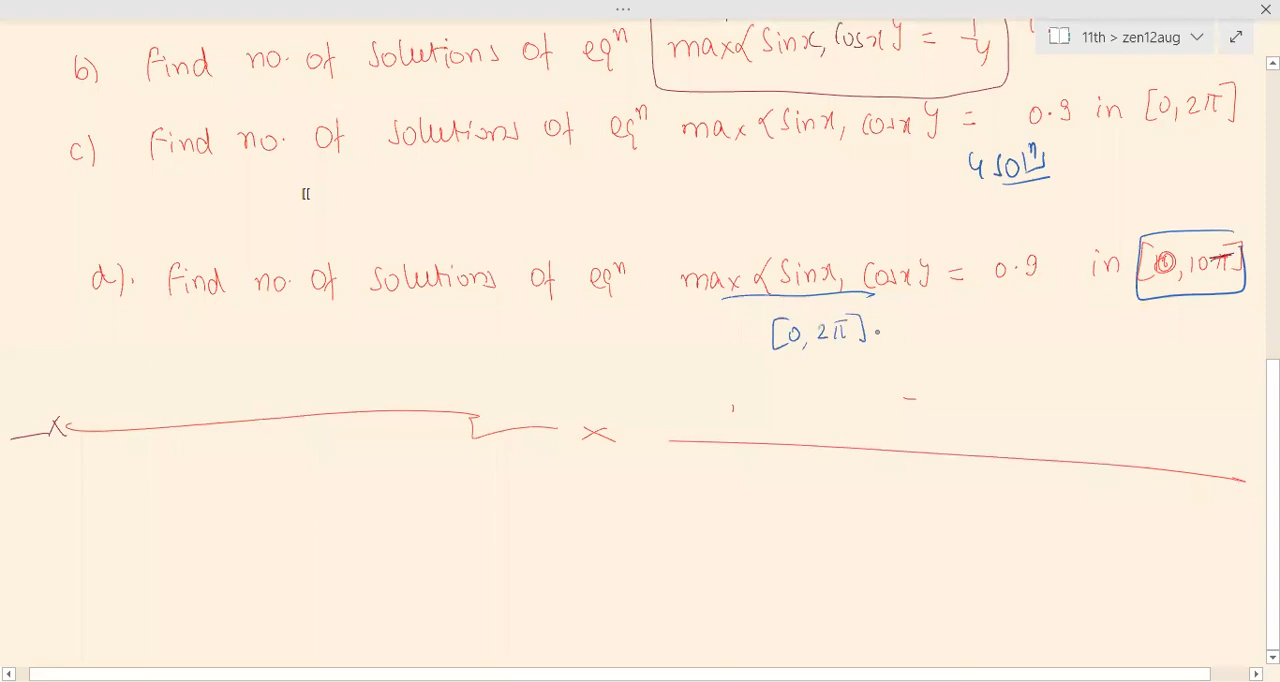 11th > zen12aug
b) Find no. of solutions of eqⁿ max{sinx, cosx} = 1/4
c) Find no. of solutions of eqⁿ max{sinx, cosx} = 0.9 in [0, 2π]
4 solⁿs
d). Find no. of solutions of eqⁿ max{sinx, cosx} = 0.9 in [0, 10π]
[0, 2π].